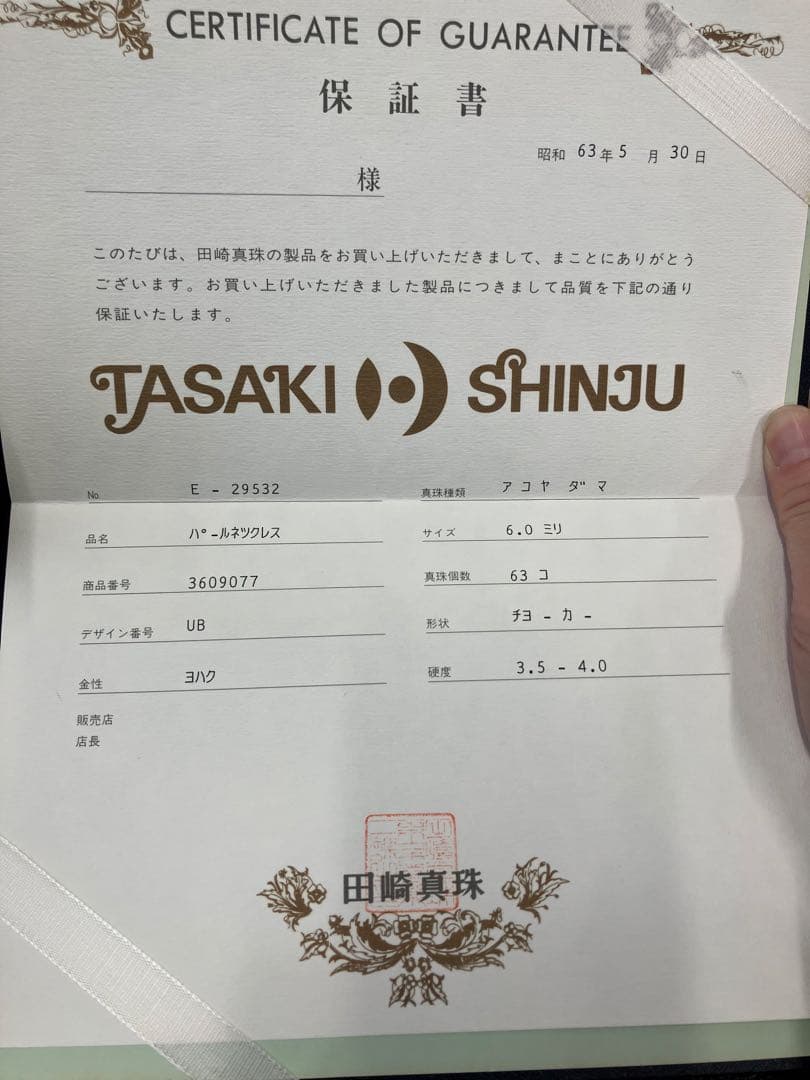 CERTIFICATE OF GUARANTEE
保証書
昭和 63年 5 月 30日
様
このたびは、田崎真珠の製品をお買い上げいただきまして、まことにありがとう
ございます。お買い上げいただきました製品につきまして品質を下記の通り
保証いたします。
TASAKI SHINJU
No. E - 29532
品名 パールネツクレス
商品番号 3609077
デザイン番号 UB
金性 ヨハク
販売店
店長
真珠種類 アコヤ ダマ
サイズ 6.0 ミリ
真珠個数 63 コ
形状 チヨ - カ -
硬度 3.5 - 4.0
田崎真珠